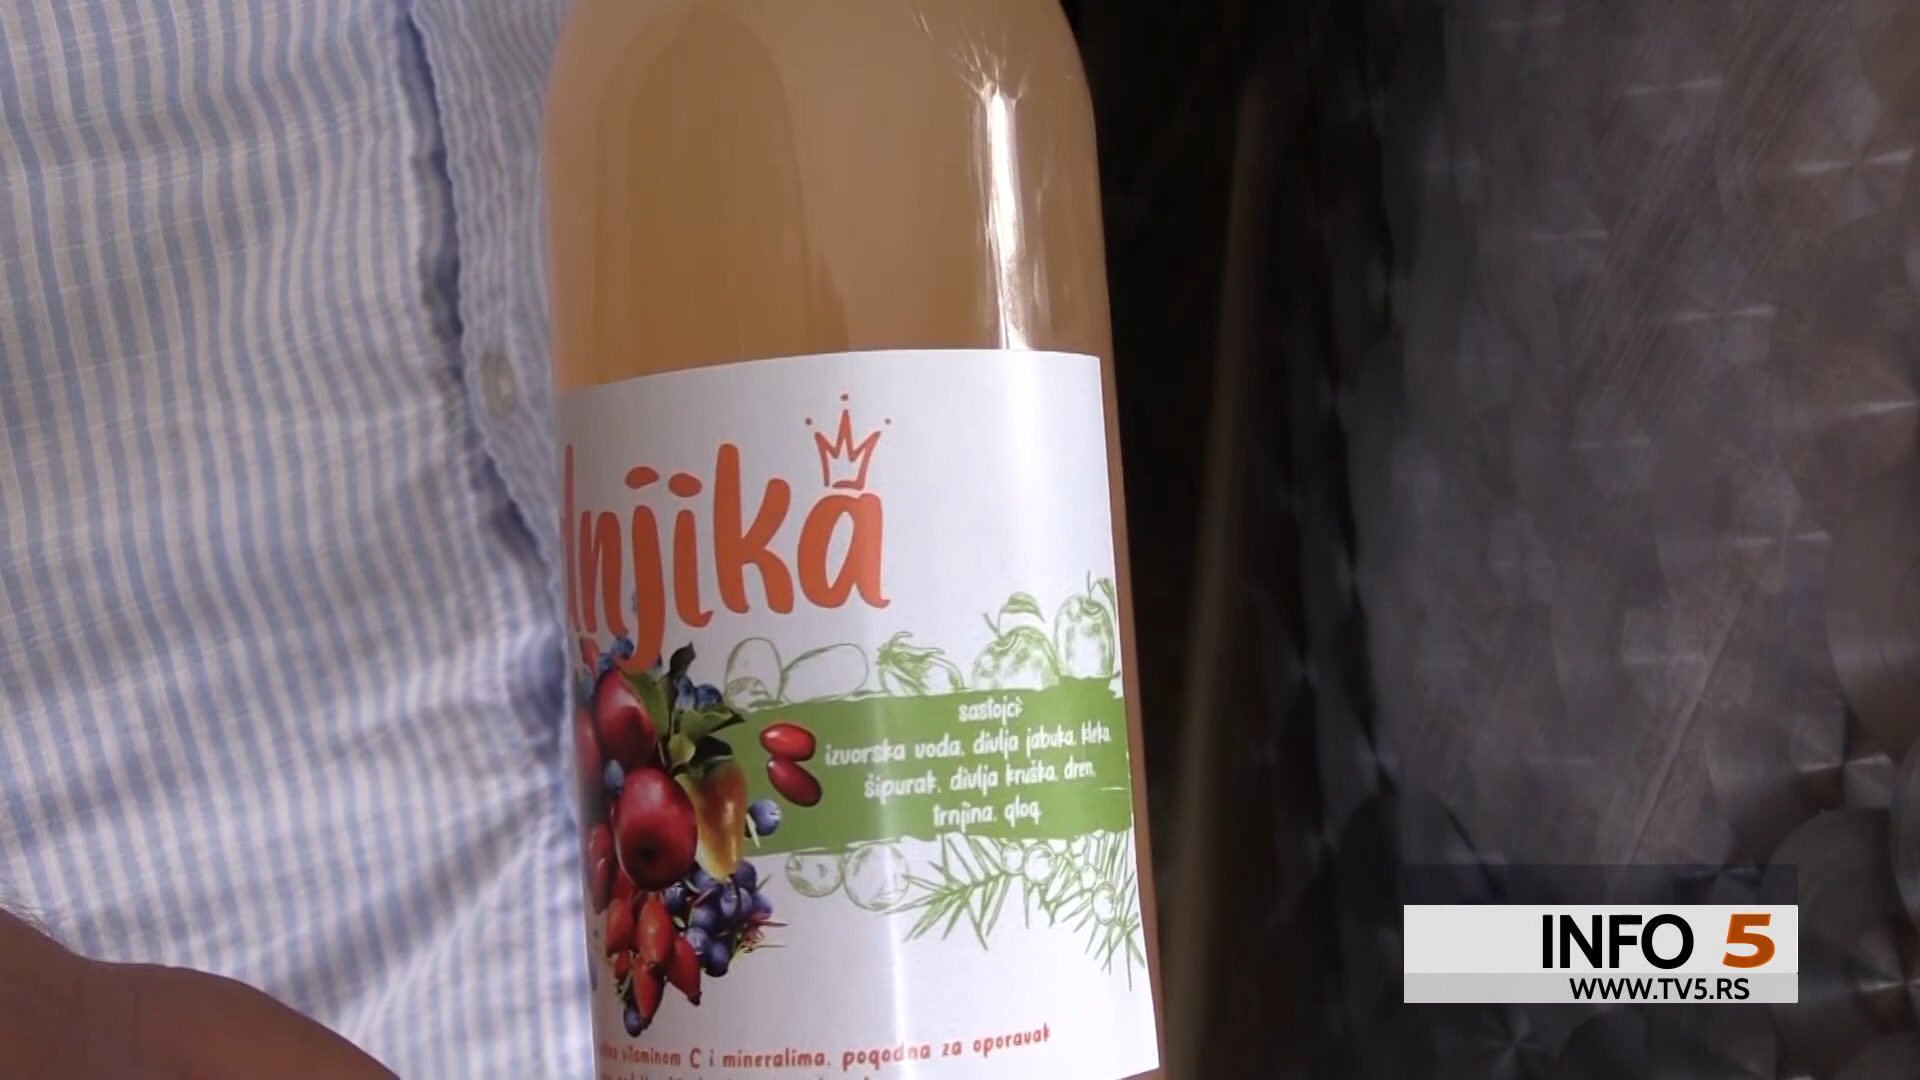 dnjika
sastojci:
izvorska voda, divlja jabuka, kleka,
šipurak, divlja kruška, dren,
trnjina, glog
vitaminom C i mineralima, pogodna za oporavak
INFO 5
WWW.TV5.RS